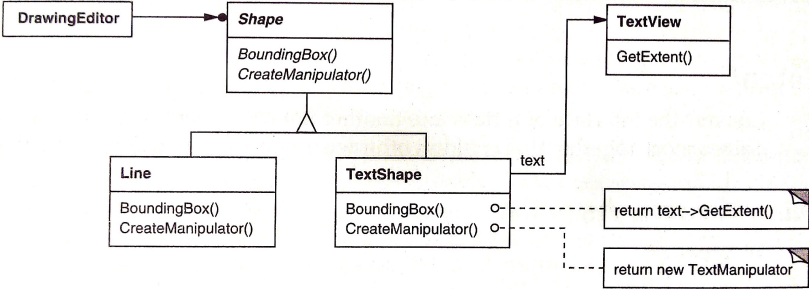 DrawingEditor
Shape
BoundingBox()
CreateManipulator()
TextView
GetExtent()
Line
BoundingBox()
CreateManipulator()
TextShape
BoundingBox()
CreateManipulator()
text
return text–>GetExtent()
return new TextManipulator